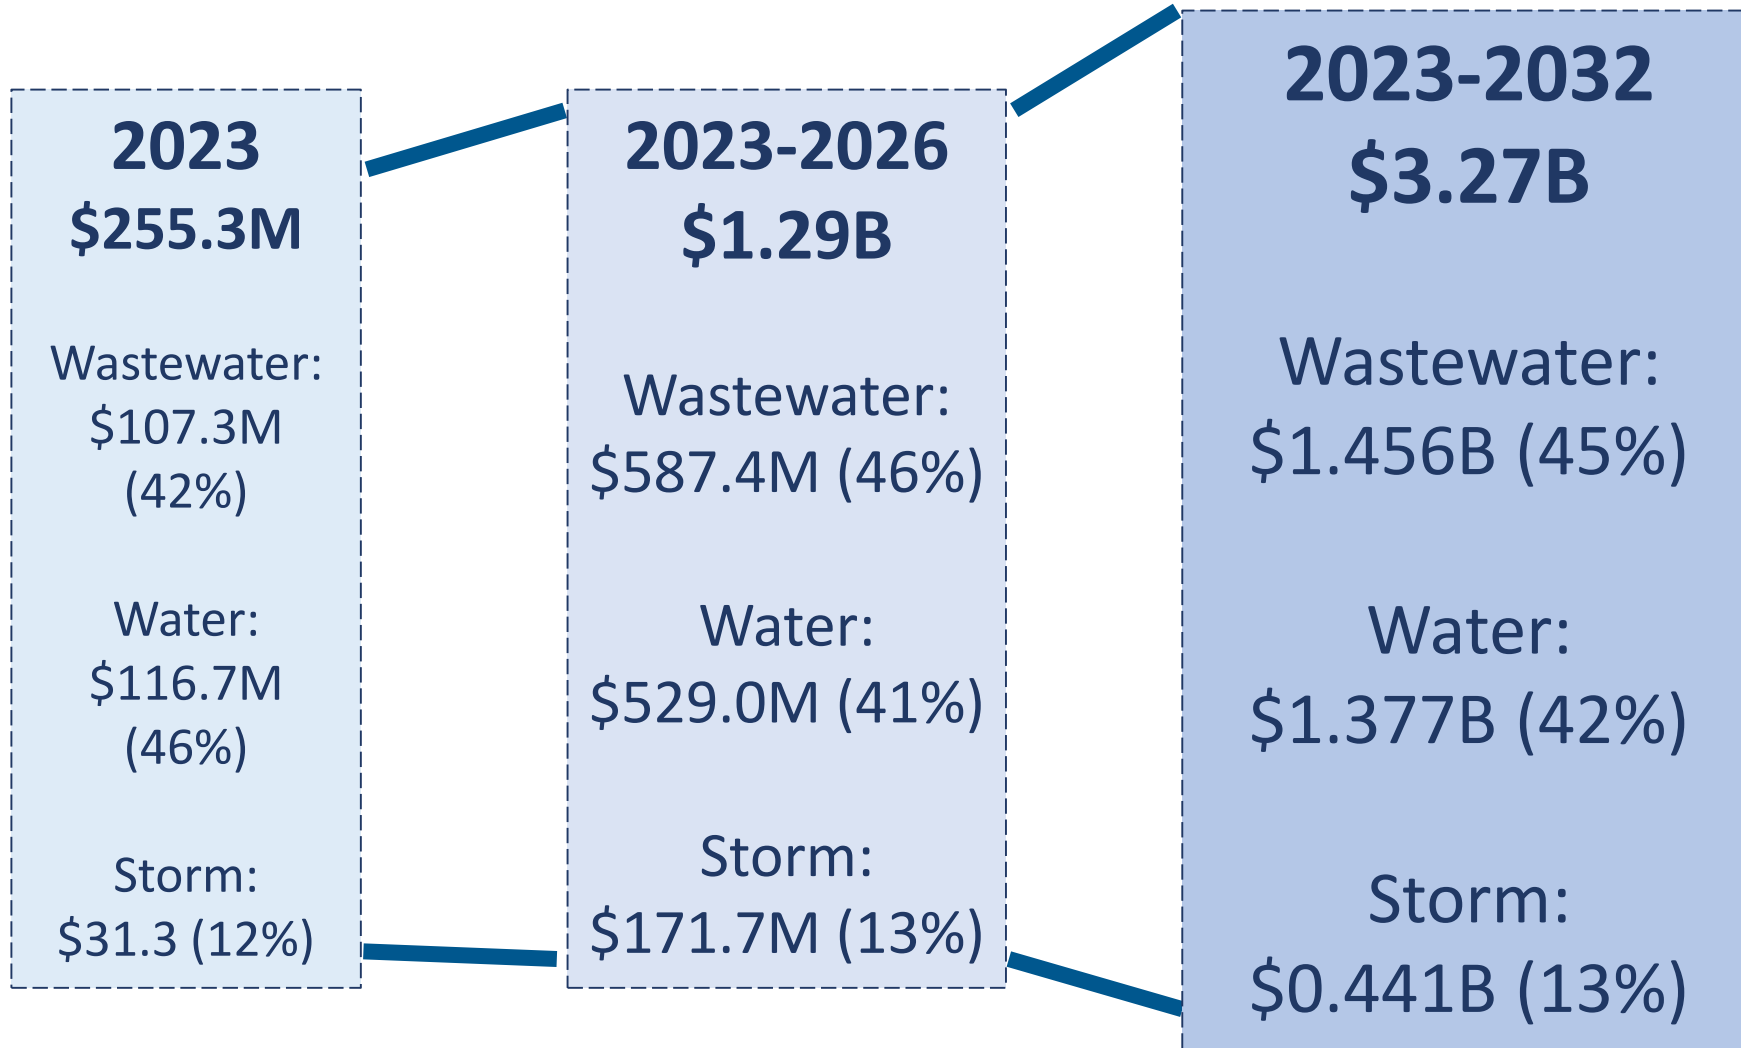 2023
$255.3M
Wastewater:
$107.3M
(42%)
Water:
$116.7M
(46%)
Storm:
$31.3 (12%)
2023-2026
$1.29B
Wastewater:
$587.4M (46%)
Water:
$529.0M (41%)
Storm:
$171.7M (13%)
2023-2032
$3.27B
Wastewater:
$1.456B (45%)
Water:
$1.377B (42%)
Storm:
$0.441B (13%)